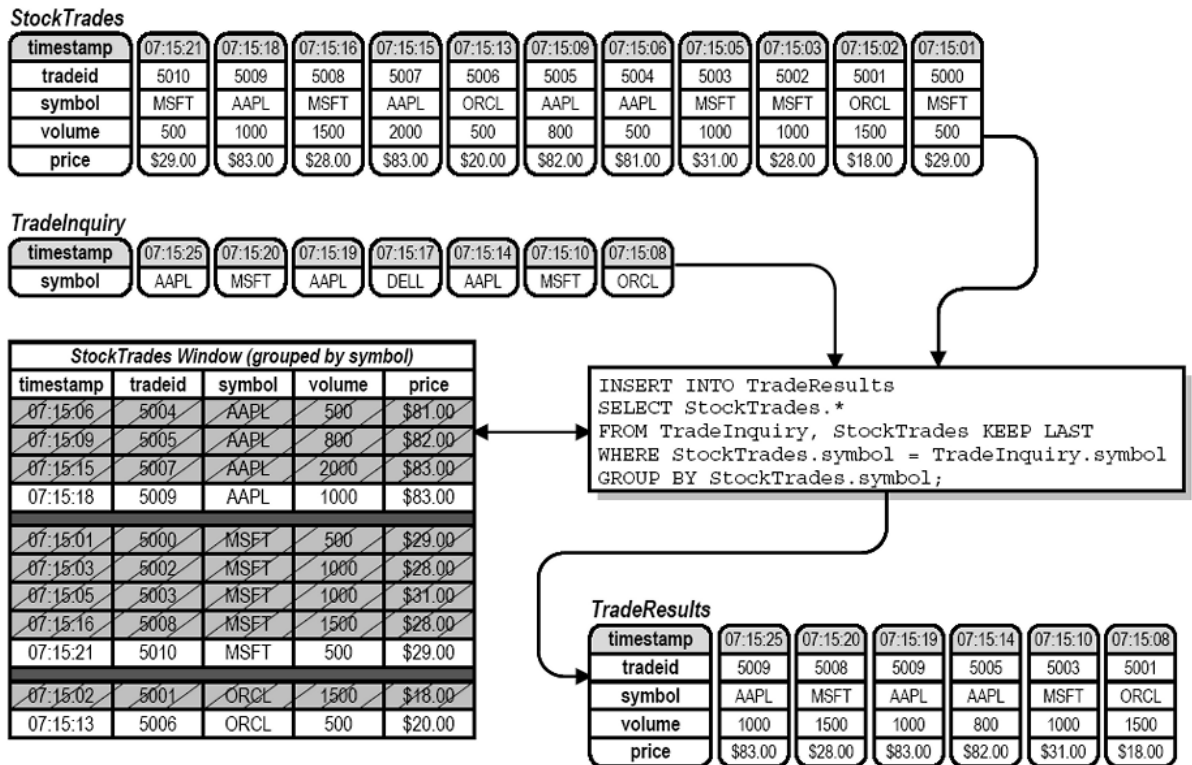 StockTrades
timestamp 07:15:21 07:15:18 07:15:16 07:15:15 07:15:13 07:15:09 07:15:06 07:15:05 07:15:03 07:15:02 07:15:01
tradeid 5010 5009 5008 5007 5006 5005 5004 5003 5002 5001 5000
symbol MSFT AAPL MSFT AAPL ORCL AAPL AAPL MSFT MSFT ORCL MSFT
volume 500 1000 1500 2000 500 800 500 1000 1000 1500 500
price $29.00 $83.00 $28.00 $83.00 $20.00 $82.00 $81.00 $31.00 $28.00 $18.00 $29.00
TradeInquiry
timestamp 07:15:25 07:15:20 07:15:19 07:15:17 07:15:14 07:15:10 07:15:08
symbol AAPL MSFT AAPL DELL AAPL MSFT ORCL
StockTrades Window (grouped by symbol)
timestamp tradeid symbol volume price
07:15:06 5004 AAPL 500 $81.00
07:15:09 5005 AAPL 800 $82.00
07:15:15 5007 AAPL 2000 $83.00
07:15:18 5009 AAPL 1000 $83.00
07:15:01 5000 MSFT 500 $29.00
07:15:03 5002 MSFT 1000 $28.00
07:15:05 5003 MSFT 1000 $31.00
07:15:16 5008 MSFT 1500 $28.00
07:15:21 5010 MSFT 500 $29.00
07:15:02 5001 ORCL 1500 $18.00
07:15:13 5006 ORCL 500 $20.00
INSERT INTO TradeResults
SELECT StockTrades.*
FROM TradeInquiry, StockTrades KEEP LAST
WHERE StockTrades.symbol = TradeInquiry.symbol
GROUP BY StockTrades.symbol;
TradeResults
timestamp 07:15:25 07:15:20 07:15:19 07:15:14 07:15:10 07:15:08
tradeid 5009 5008 5009 5005 5003 5001
symbol AAPL MSFT AAPL AAPL MSFT ORCL
volume 1000 1500 1000 800 1000 1500
price $83.00 $28.00 $83.00 $82.00 $31.00 $18.00